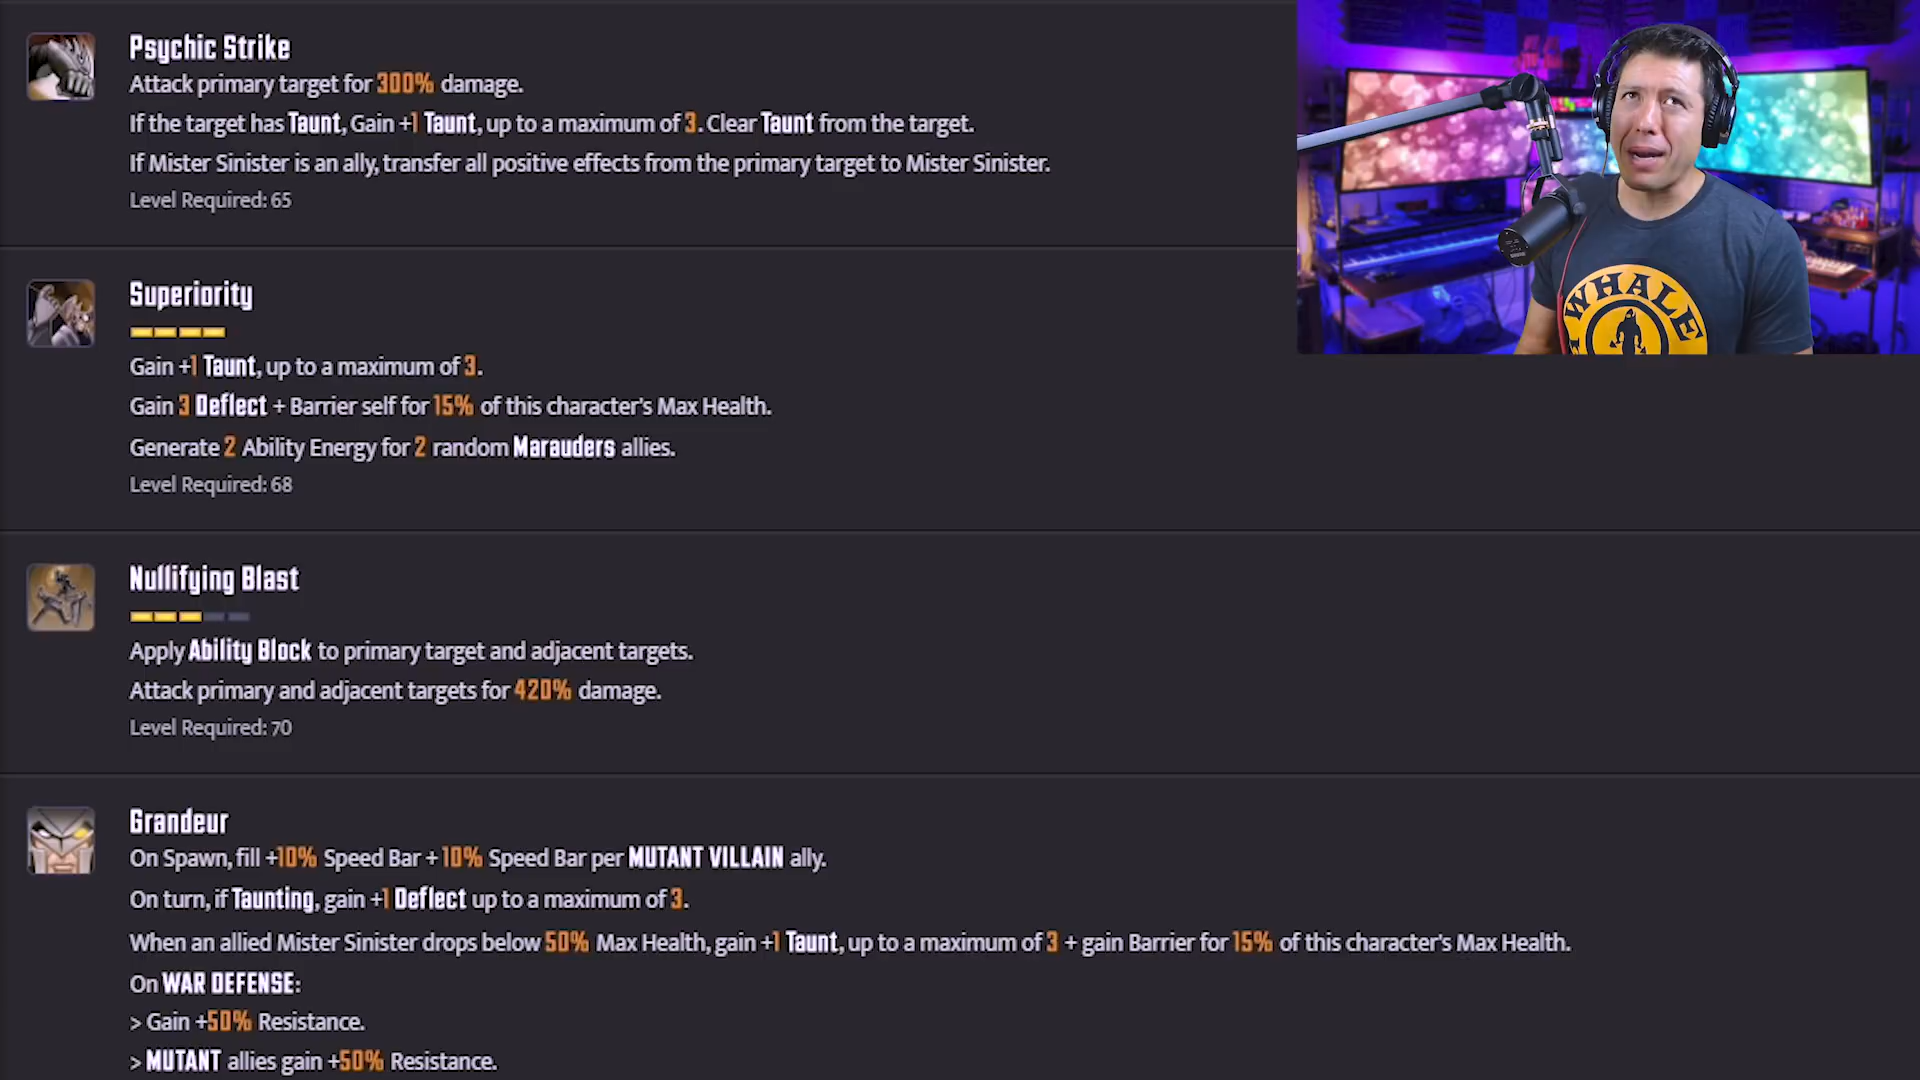 Psychic Strike
Attack primary target for 300% damage.
If the target has Taunt, Gain +1 Taunt, up to a maximum of 3. Clear Taunt from the target.
If Mister Sinister is an ally, transfer all positive effects from the primary target to Mister Sinister.
Level Required: 65
Superiority
Gain +1 Taunt, up to a maximum of 3.
Gain 3 Deflect + Barrier self for 15% of this character's Max Health.
Generate 2 Ability Energy for 2 random Marauders allies.
Level Required: 68
Nullifying Blast
Apply Ability Block to primary target and adjacent targets.
Attack primary and adjacent targets for 420% damage.
Level Required: 70
Grandeur
On Spawn, fill +10% Speed Bar + 10% Speed Bar per MUTANT VILLAIN ally.
On turn, if Taunting, gain +1 Deflect up to a maximum of 3.
When an allied Mister Sinister drops below 50% Max Health, gain +1 Taunt, up to a maximum of 3 + gain Barrier for 15% of this character's Max Health.
On WAR DEFENSE:
> Gain +50% Resistance.
> MUTANT allies gain +50% Resistance.
WHALE